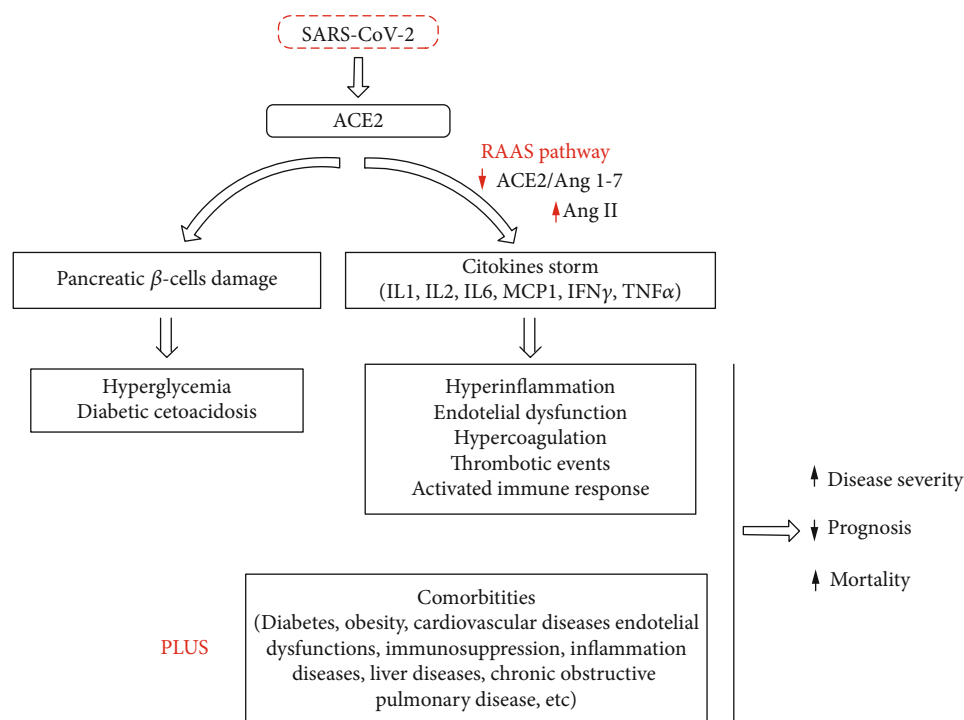 SARS-CoV-2
ACE2
RAAS pathway
ACE2/Ang 1-7
Ang II
Pancreatic β-cells damage
Citokines storm
(IL1, IL2, IL6, MCP1, IFNγ, TNFα)
Hyperglycemia
Diabetic cetoacidosis
Hyperinflammation
Endotelial dysfunction
Hypercoagulation
Thrombotic events
Activated immune response
Disease severity
Prognosis
Mortality
PLUS
Comorbitities
(Diabetes, obesity, cardiovascular diseases endotelial
dysfunctions, immunosuppression, inflammation
diseases, liver diseases, chronic obstructive
pulmonary disease, etc)